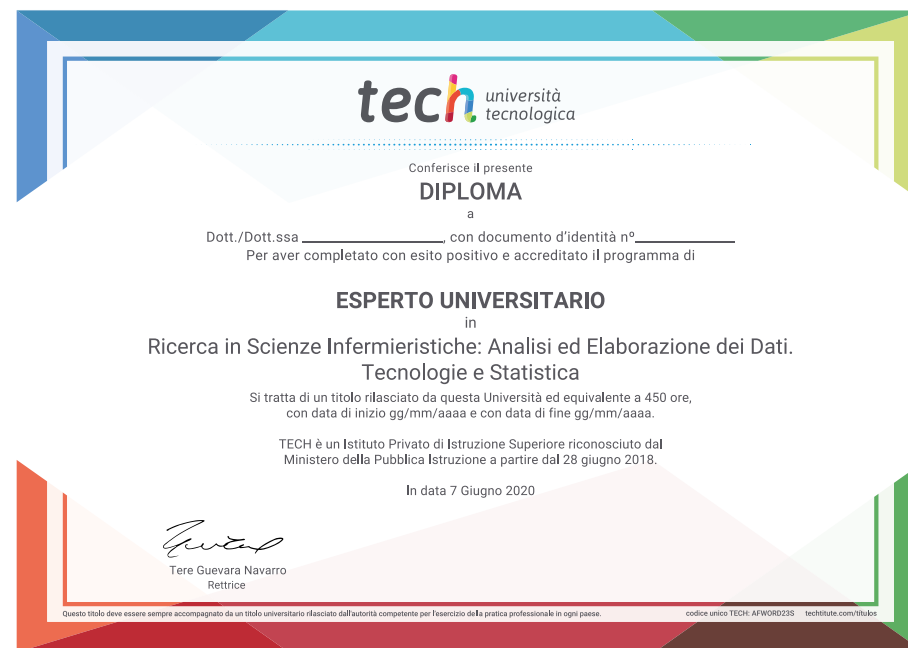 tech università
tecnologica
Conferisce il presente
DIPLOMA
a
Dott./Dott.ssa ____________________, con documento d'identità nº______________
Per aver completato con esito positivo e accreditato il programma di
ESPERTO UNIVERSITARIO
in
Ricerca in Scienze Infermieristiche: Analisi ed Elaborazione dei Dati.
Tecnologie e Statistica
Si tratta di un titolo rilasciato da questa Università ed equivalente a 450 ore,
con data di inizio gg/mm/aaaa e con data di fine gg/mm/aaaa.
TECH è un Istituto Privato di Istruzione Superiore riconosciuto dal
Ministero della Pubblica Istruzione a partire dal 28 giugno 2018.
In data 7 Giugno 2020
Tere Guevara Navarro
Rettrice
Questo titolo deve essere sempre accompagnato da un titolo universitario rilasciato dall'autorità competente per l'esercizio della pratica professionale in ogni paese. codice unico TECH: AFWORD23S techtitute.com/títulos